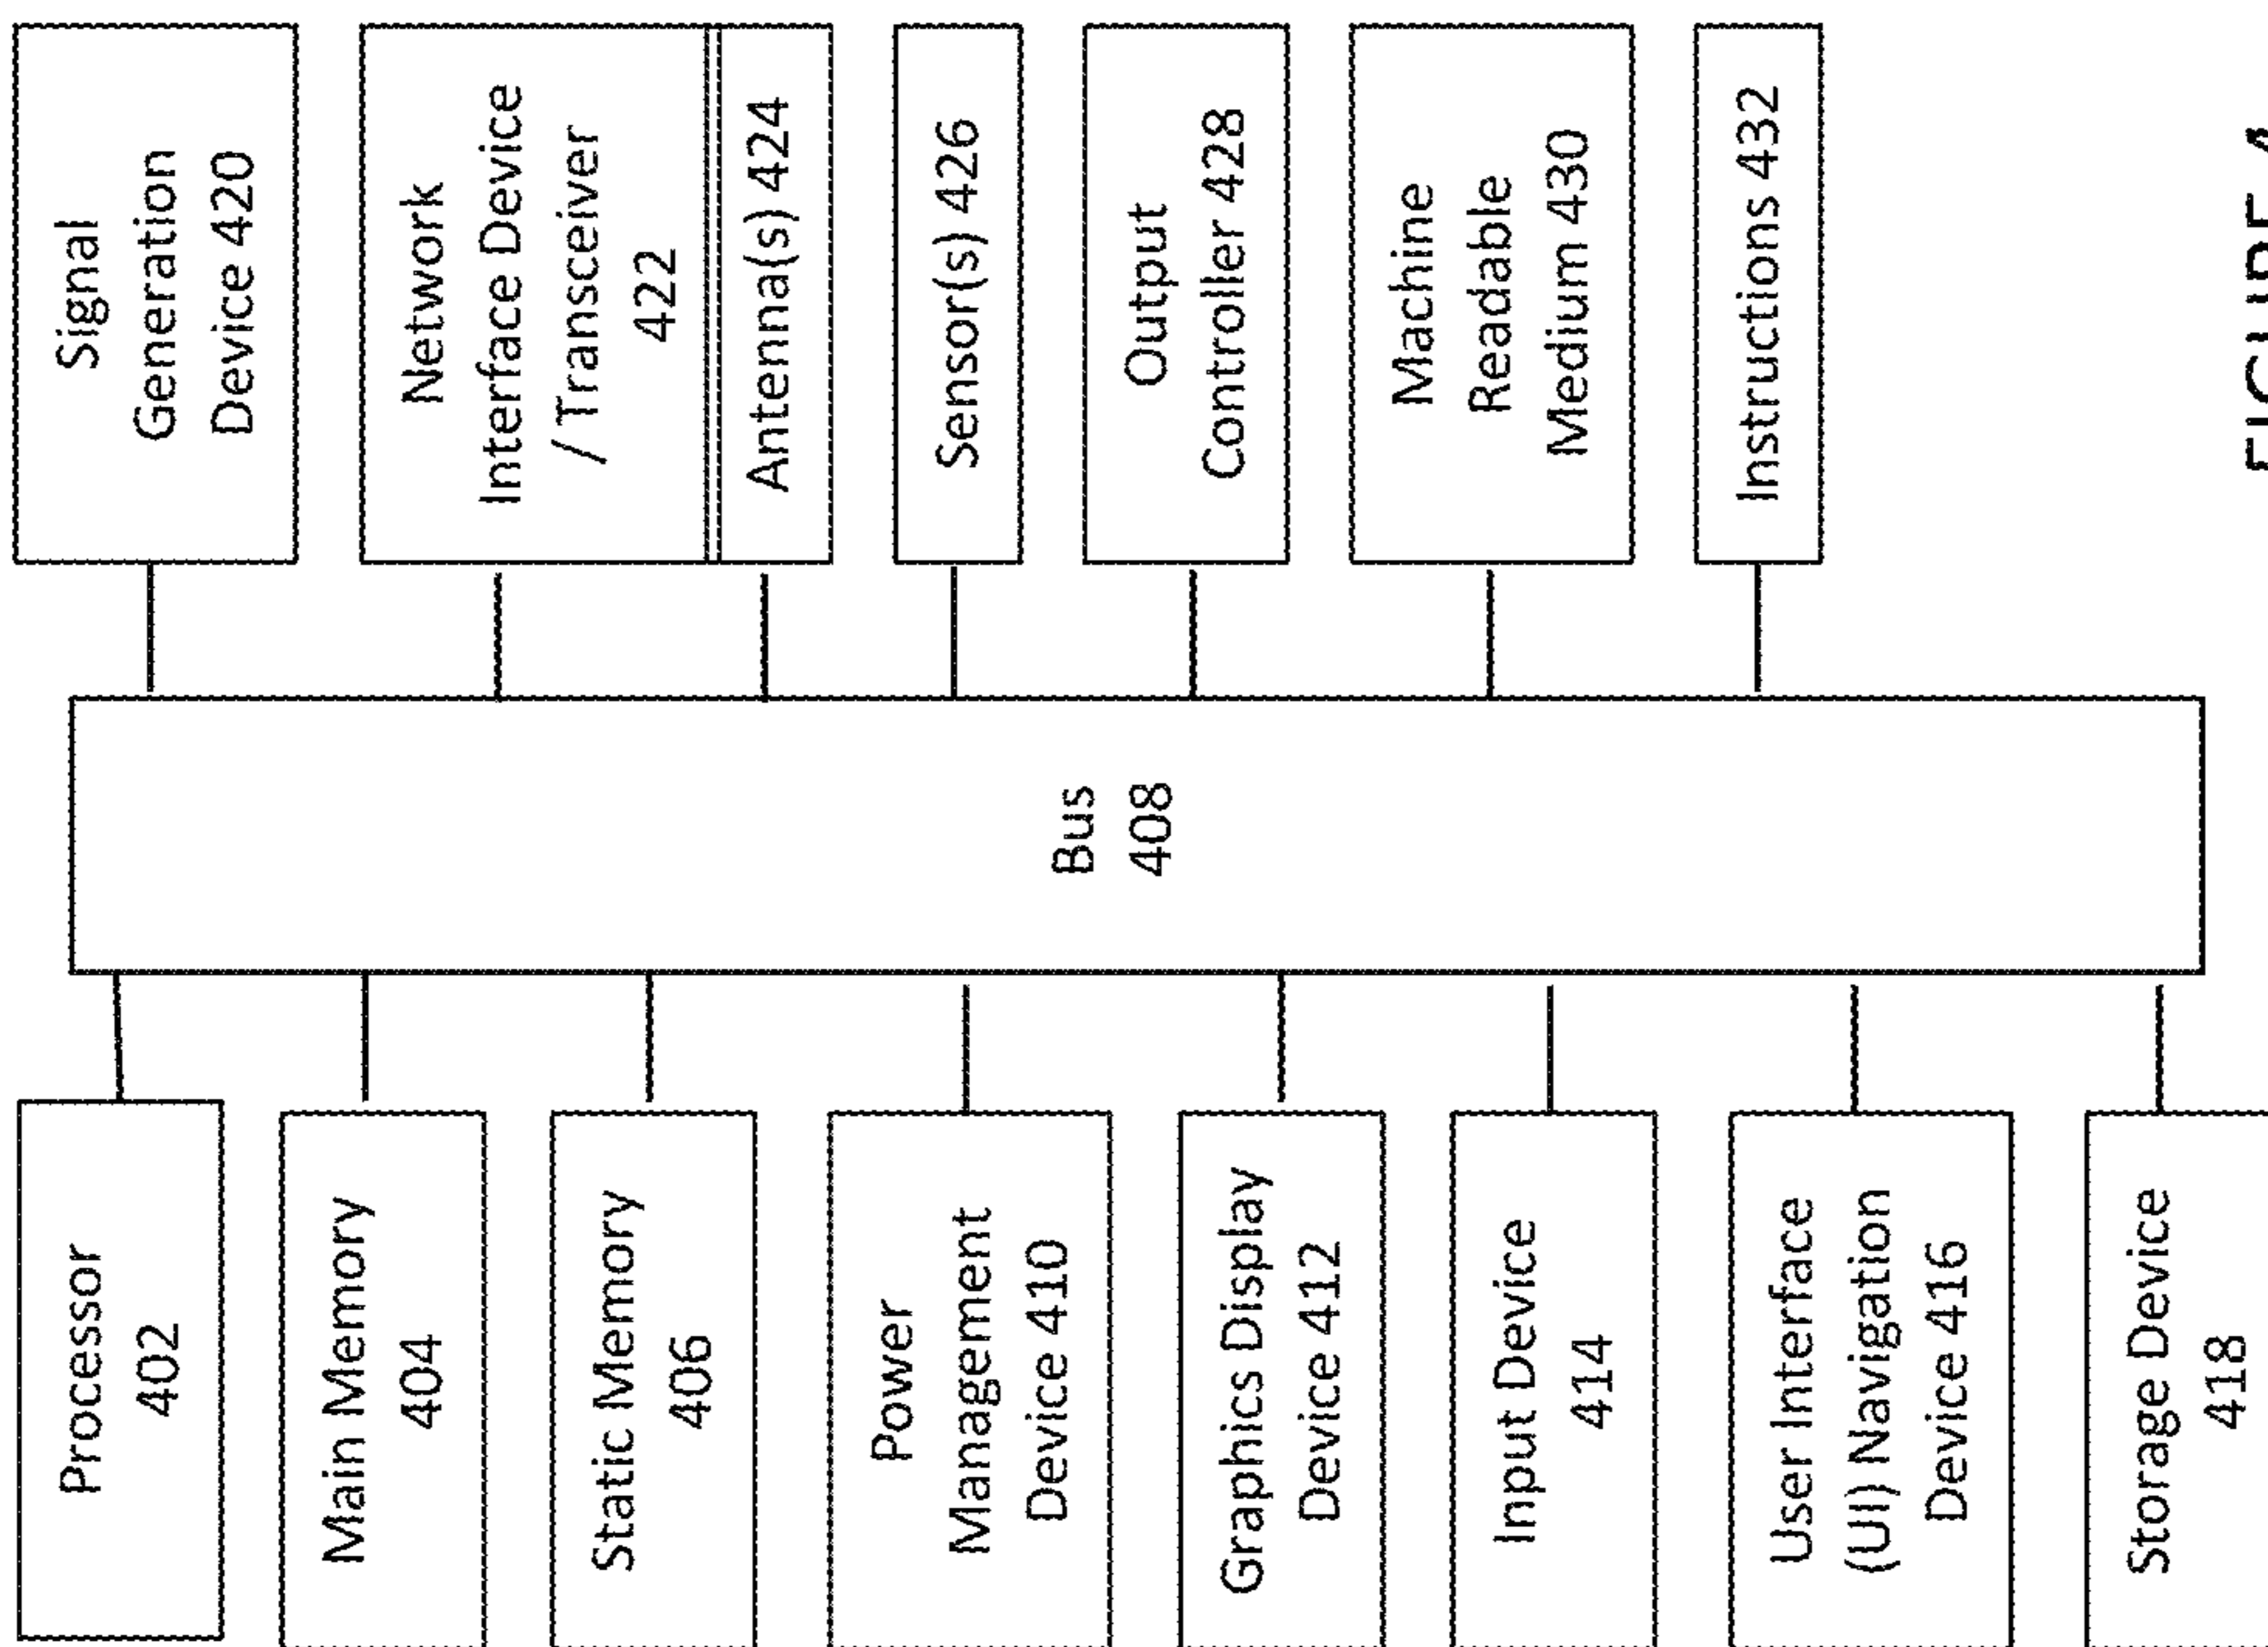 Processor
402
Main Memory
404
Static Memory
406
Power
Management
Device 410
Graphics Display
Device 412
Input Device
414
User Interface
(UI) Navigation
Device 416
Storage Device
418
Bus
408
Signal
Generation
Device 420
Network
Interface Device
/ Transceiver
422
Antenna(s) 424
Sensor(s) 426
Output
Controller 428
Machine
Readable
Medium 430
Instructions 432
FIGURE 4